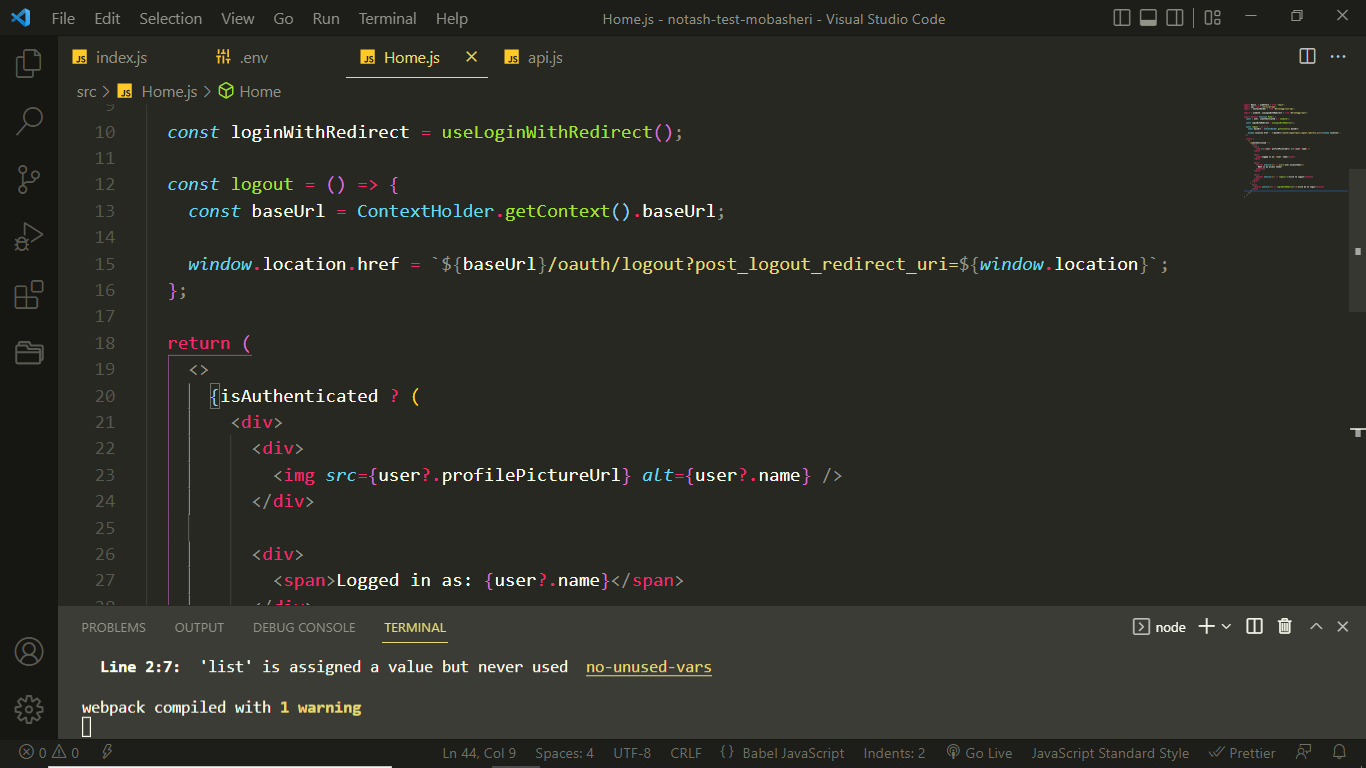 File Edit Selection View Go Run Terminal Help Home.js - notash-test-mobasheri - Visual Studio Code
JS index.js .env JS Home.js JS api.js
src > JS Home.js > Home
9
10 const loginWithRedirect = useLoginWithRedirect();
11
12 const logout = () => {
13 const baseUrl = ContextHolder.getContext().baseUrl;
14
15 window.location.href = `${baseUrl}/oauth/logout?post_logout_redirect_uri=${window.location}`;
16 };
17
18 return (
19 <>
20 {isAuthenticated ? (
21 <div>
22 <div>
23 <img src={user?.profilePictureUrl} alt={user?.name} />
24 </div>
25
26 <div>
27 <span>Logged in as: {user?.name}</span>
28 </div>
PROBLEMS OUTPUT DEBUG CONSOLE TERMINAL node
Line 2:7: 'list' is assigned a value but never used no-unused-vars
webpack compiled with 1 warning
0 0 Ln 44, Col 9 Spaces: 4 UTF-8 CRLF {} Babel JavaScript Indents: 2 Go Live JavaScript Standard Style Prettier